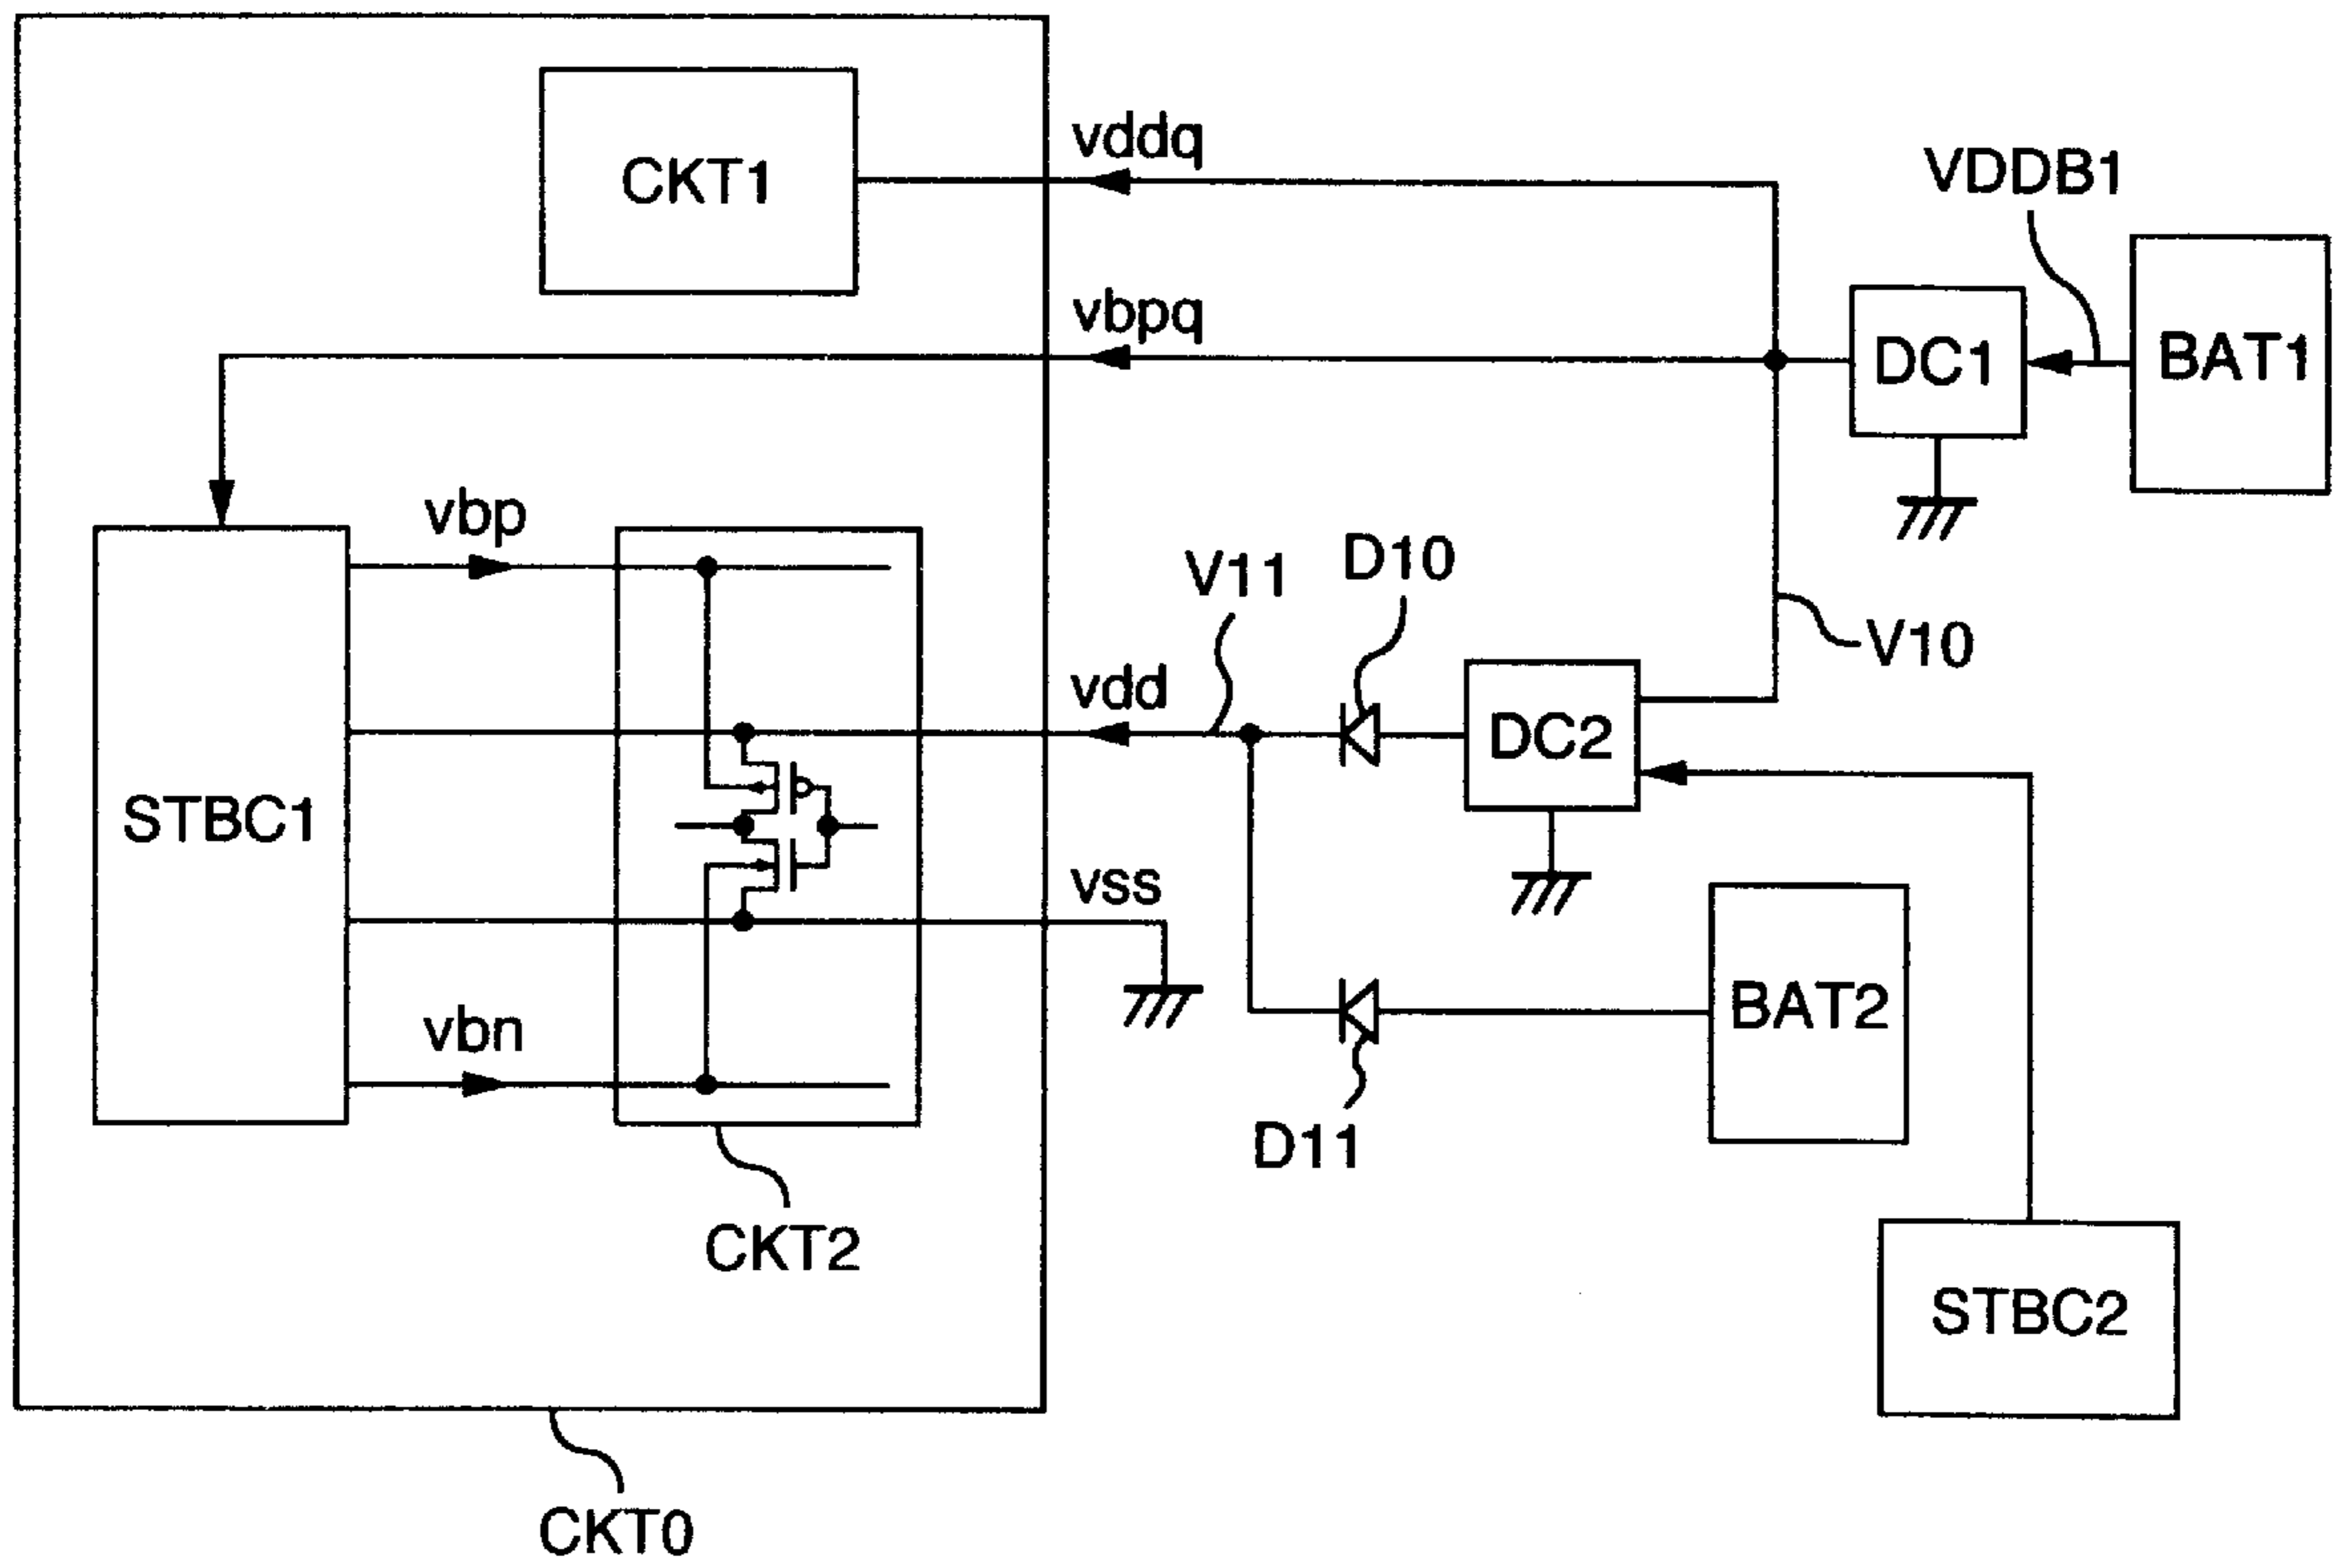 vddq
CKT1
VDDB1
vbpq
DC1
BAT1
vbp
V11
D10
V10
vdd
DC2
STBC1
vss
BAT2
vbn
D11
CKT2
STBC2
CKT0